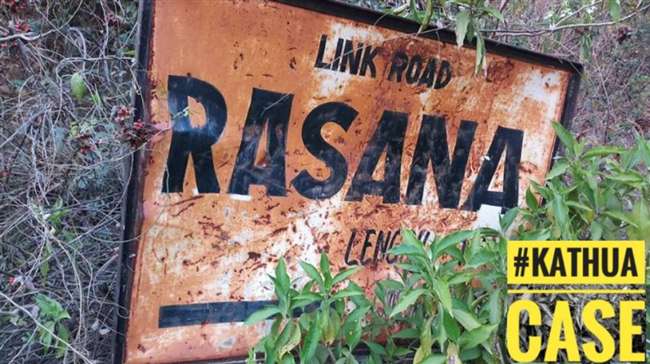 LINK ROAD
RASANA
#KATHUA
CASE